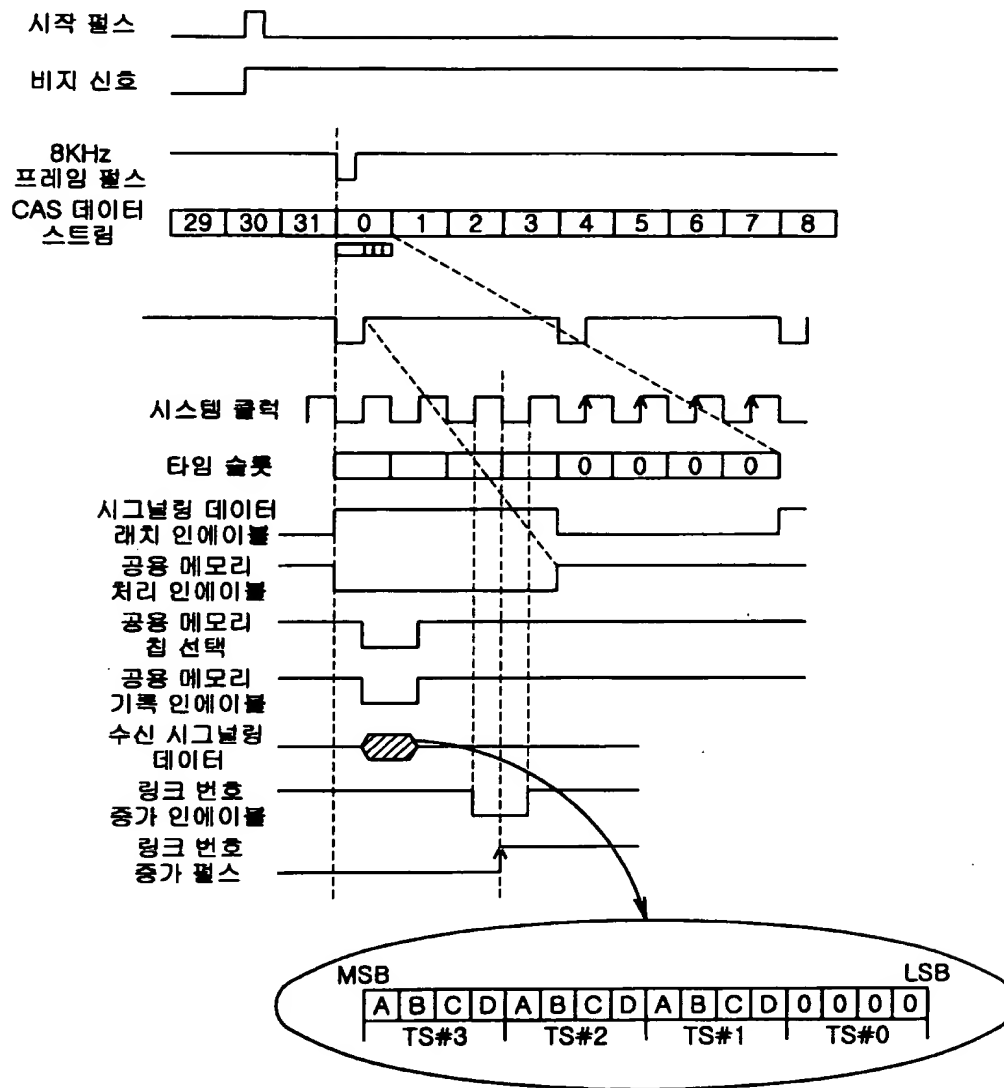 시작 펄스
비지 신호
8KHz
프레임 펄스
CAS 데이터
스트림
29 30 31 0 1 2 3 4 5 6 7 8
시스템 클럭
타임 슬롯
0 0 0 0
시그널링 데이터
래치 인에이블
공용 메모리
처리 인에이블
공용 메모리
칩 선택
공용 메모리
기록 인에이블
수신 시그널링
데이터
링크 번호
증가 인에이블
링크 번호
증가 펄스
MSB LSB
A B C D A B C D A B C D 0 0 0 0
TS#3 TS#2 TS#1 TS#0